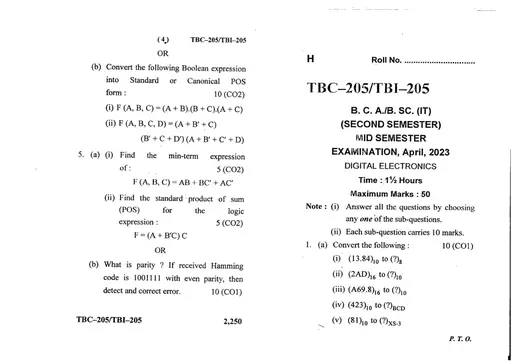 ( 4 ) TBC–205/TBI–205
OR
(b) Convert the following Boolean expression
into Standard or Canonical POS
form : 10 (CO2)
(i) F (A, B, C) = (A + B).(B + C).(A + C)
(ii) F (A, B, C, D) = (A + B' + C)
(B' + C + D') (A + B' + C' + D)
5. (a) (i) Find the min-term expression
of : 5 (CO2)
F (A, B, C) = AB + BC' + AC'
(ii) Find the standard product of sum
(POS) for the logic
expression : 5 (CO2)
F = (A + B'C) C
OR
(b) What is parity ? If received Hamming
code is 1001111 with even parity, then
detect and correct error. 10 (CO1)
TBC–205/TBI–205 2,250
H Roll No. ..............................
TBC–205/TBI–205
B. C. A./B. SC. (IT)
(SECOND SEMESTER)
MID SEMESTER
EXAMINATION, April, 2023
DIGITAL ELECTRONICS
Time : 1½ Hours
Maximum Marks : 50
Note : (i) Answer all the questions by choosing
any one of the sub-questions.
(ii) Each sub-question carries 10 marks.
1. (a) Convert the following : 10 (CO1)
(i) (13.84)₁₀ to (?)₈
(ii) (2AD)₁₆ to (?)₁₀
(iii) (A69.8)₁₆ to (?)₁₀
(iv) (423)₁₀ to (?)BCD
(v) (81)₁₀ to (?)XS-3
P. T. O.